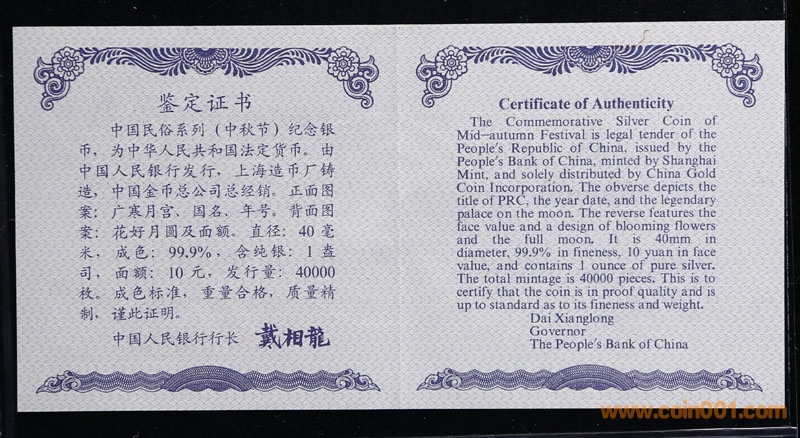 鉴定证书
中国民俗系列（中秋节）纪念银
币，为中华人民共和国法定货币。由
中国人民银行发行，上海造币厂铸
造，中国金币总公司总经销。正面图
案：广寒月宫、国名、年号。背面图
案：花好月圆及面额。直径：40毫
米，成色：99.9%，含纯银：1盎
司，面额：10元，发行量：40000
枚。成色标准，重量合格，质量精
制，谨此证明。
中国人民银行行长 戴相龍
Certificate of Authenticity
The Commemorative Silver Coin of
Mid-autumn Festival is legal tender of the
People's Republic of China, issued by the
People's Bank of China, minted by Shanghai
Mint, and solely distributed by China Gold
Coin Incorporation. The obverse depicts the
title of PRC, the year date, and the legendary
palace on the moon. The reverse features the
face value and a design of blooming flowers
and the full moon. It is 40mm in
diameter, 99.9% in fineness, 10 yuan in face
value, and contains 1 ounce of pure silver.
The total mintage is 40000 pieces. This is to
certify that the coin is in proof quality and is
up to standard as to its fineness and weight.
Dai Xianglong
Governor
The People's Bank of China
www.coin001.com